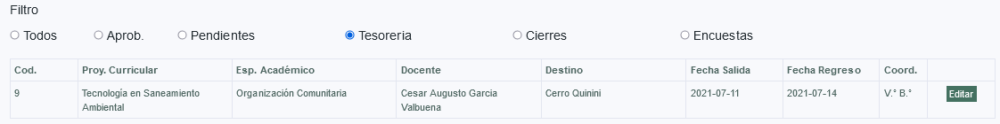 Filtro
Todos Aprob. Pendientes Tesoreria Cierres Encuestas
Cod. Proy. Curricular Esp. Académico Docente Destino Fecha Salida Fecha Regreso Coord.
9 Tecnología en Saneamiento Organización Comunitaria Cesar Augusto Garcia Cerro Quinini 2021-07-11 2021-07-14 V.° B.° Editar
Ambiental Valbuena